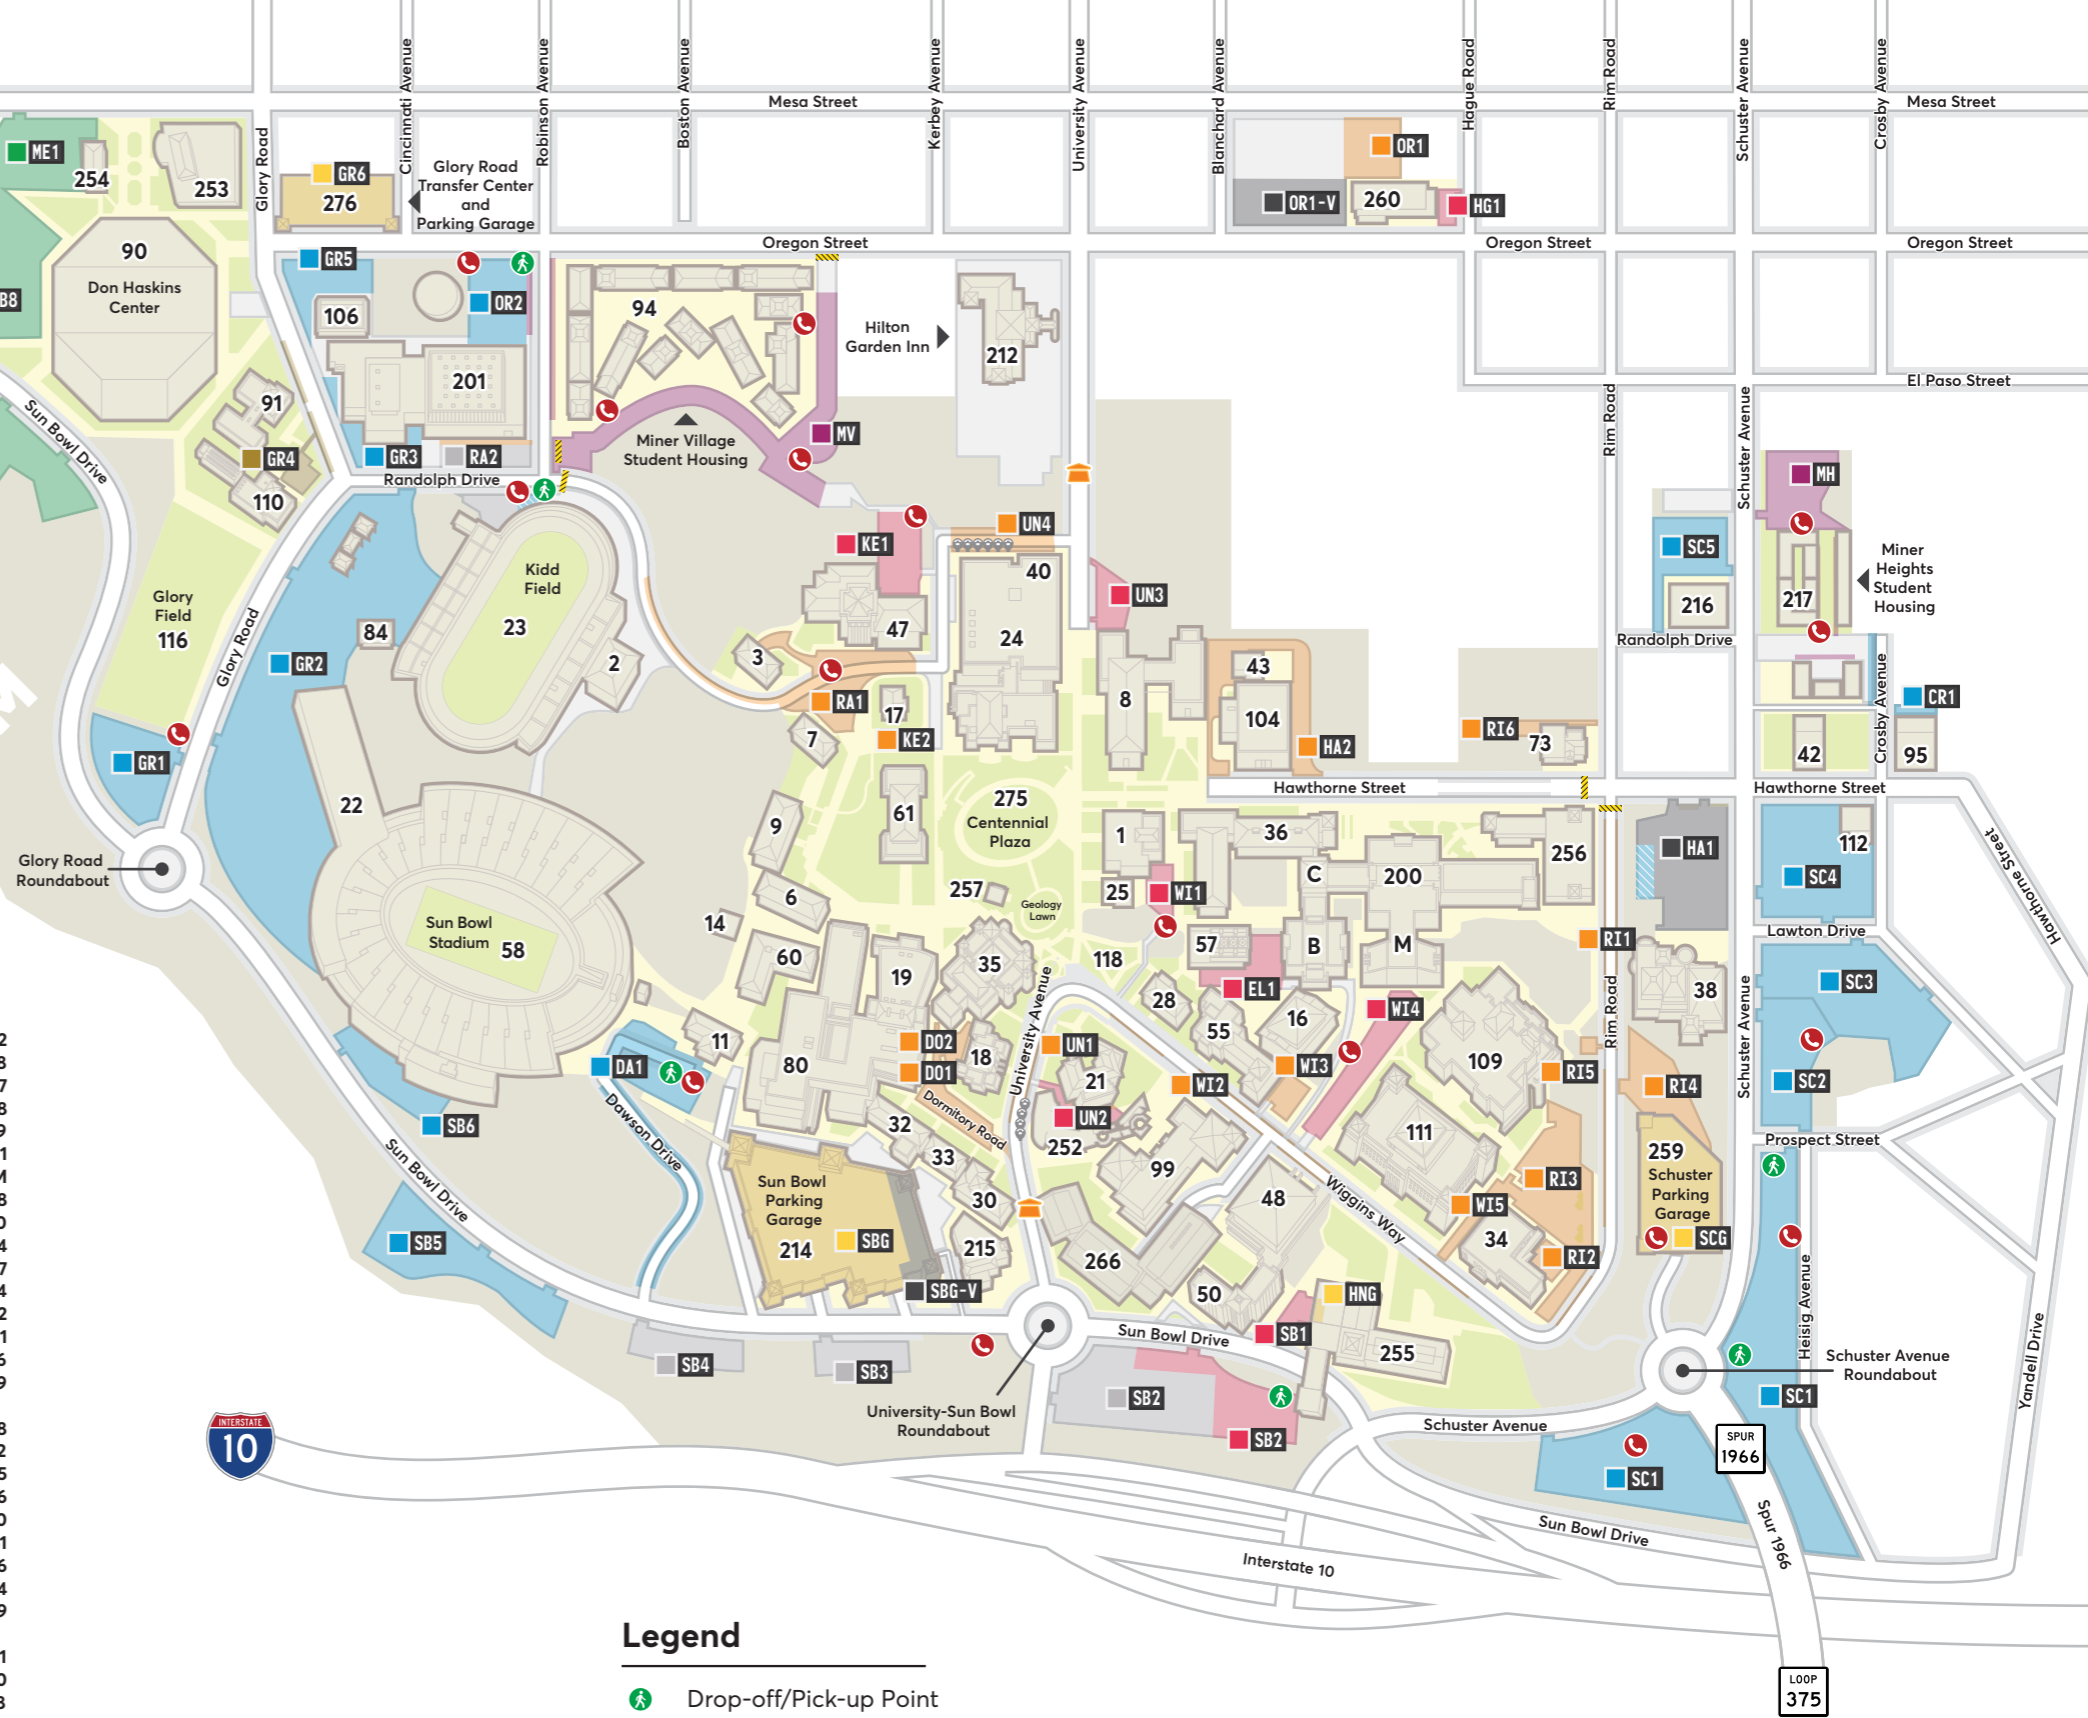 Mesa Street
Mesa Street
Cincinnati Avenue
Robinson Avenue
Boston Avenue
Kerbey Avenue
University Avenue
Blanchard Avenue
Hague Road
Rim Road
Schuster Avenue
Crosby Avenue
Glory Road
ME1
254
253
GR6
276
Glory Road
Transfer Center
and
Parking Garage
OR1
OR1-V
260
HG1
Oregon Street
Oregon Street
Oregon Street
90
Don Haskins
Center
B8
GR5
OR2
106
201
94
Hilton
Garden Inn
212
El Paso Street
91
GR4
110
GR3
RA2
Randolph Drive
MV
Miner Village
Student Housing
Sun Bowl Drive
Rim Road
Schuster Avenue
MH
Miner
Heights
Student
Housing
217
SC5
216
Randolph Drive
Kidd
Field
23
2
84
GR2
Glory
Field
116
Glory Road
GR1
KE1
UN4
40
47
24
UN3
3
RA1
17
KE2
7
8
43
104
HA2
RI6
73
42
CR1
95
Crosby Avenue
Hawthorne Street
Hawthorne Street
Hawthorne Street
22
61
275
Centennial
Plaza
9
6
257
Geology
Lawn
1
25
WI1
36
C
200
256
HA1
112
SC4
Glory Road
Roundabout
Sun Bowl
Stadium
58
14
60
19
35
118
57
B
M
RI1
Lawton Drive
SC3
EL1
28
55
16
WI4
38
Rim Road
Schuster Avenue
University Avenue
11
80
DO2
DO1
18
UN1
21
UN2
252
WI2
WI3
109
RI5
RI4
SC2
DA1
SB6
Dawson Drive
Dormitory Road
32
33
30
99
111
Prospect Street
259
Schuster
Parking
Garage
SCG
Sun Bowl
Parking
Garage
214
SBG
SBG-V
215
Sun Bowl Drive
SB5
48
WI5
RI3
34
RI2
Wiggins Way
266
50
HNG
SB1
255
Sun Bowl Drive
SB4
SB3
SB2
SB2
University-Sun Bowl
Roundabout
Heisig Avenue
Schuster Avenue
Roundabout
SC1
Yandell Drive
Schuster Avenue
SC1
SPUR
1966
Spur 1966
INTERSTATE
10
Interstate 10
Sun Bowl Drive
LOOP
375
Legend
Drop-off/Pick-up Point